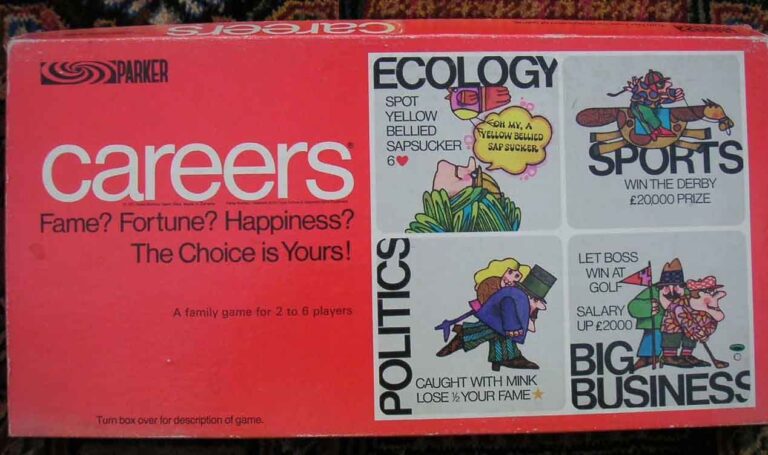 careers
PARKER
careers®
Fame? Fortune? Happiness?
The Choice is Yours!
A family game for 2 to 6 players
Turn box over for description of game.
ECOLOGY
SPOT
YELLOW
BELLIED
SAPSUCKER
6♥
OH MY, A
YELLOW BELLIED
SAP SUCKER
SPORTS
WIN THE DERBY
£20,000 PRIZE
POLITICS
CAUGHT WITH MINK
LOSE ½ YOUR FAME★
LET BOSS
WIN AT
GOLF
SALARY
UP £2000
BIG
BUSINESS